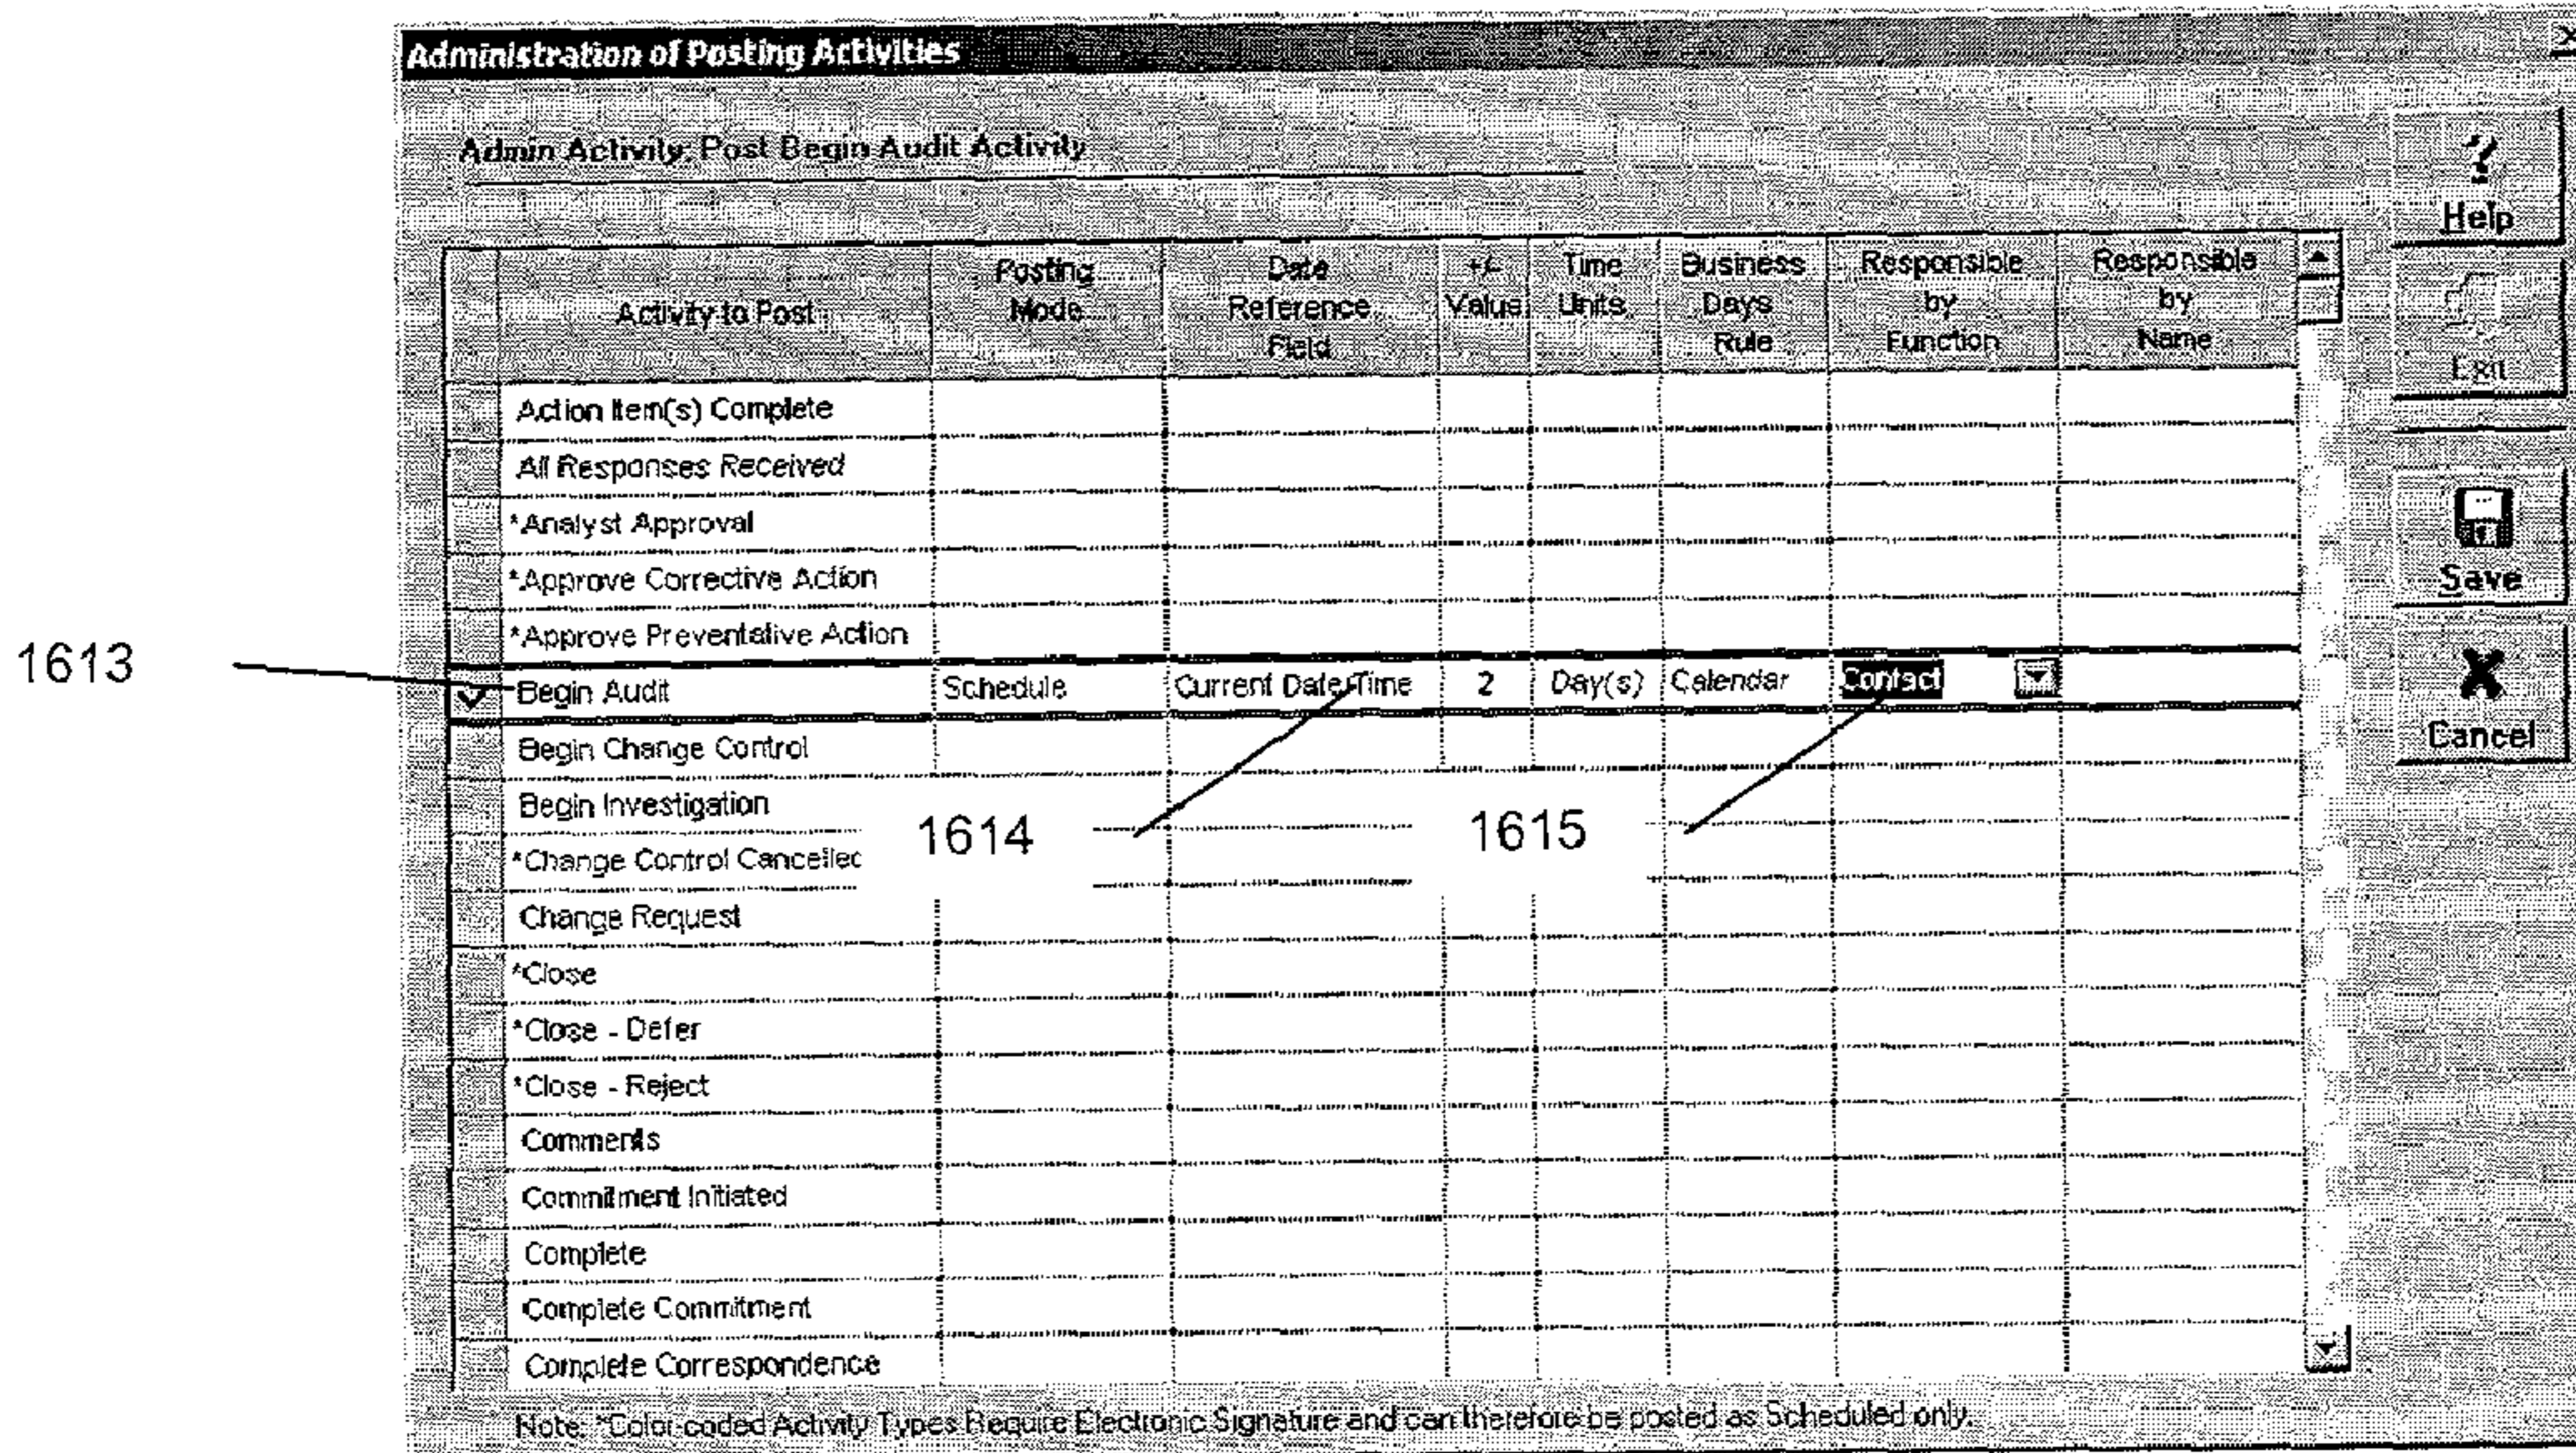 Administration of Posting Activities
Admin Activity: Post Begin Audit Activity
?
Help
Activity to Post
Posting Mode
Date Reference Field
+/- Value
Time Units
Business Days Rule
Responsible by Function
Responsible by Name
Exit
Action Item(s) Complete
All Responses Received
*Analyst Approval
*Approve Corrective Action
Save
*Approve Preventative Action
1613
Begin Audit Schedule Current Date/Time 2 Day(s) Calendar Contact
Cancel
Begin Change Control
Begin Investigation
1614
1615
*Change Control Cancelled
Change Request
*Close
*Close - Defer
*Close - Reject
Comments
Commitment Initiated
Complete
Complete Commitment
Complete Correspondence
Note: *Color-coded Activity Types Require Electronic Signature and can therefore be posted as Scheduled only.